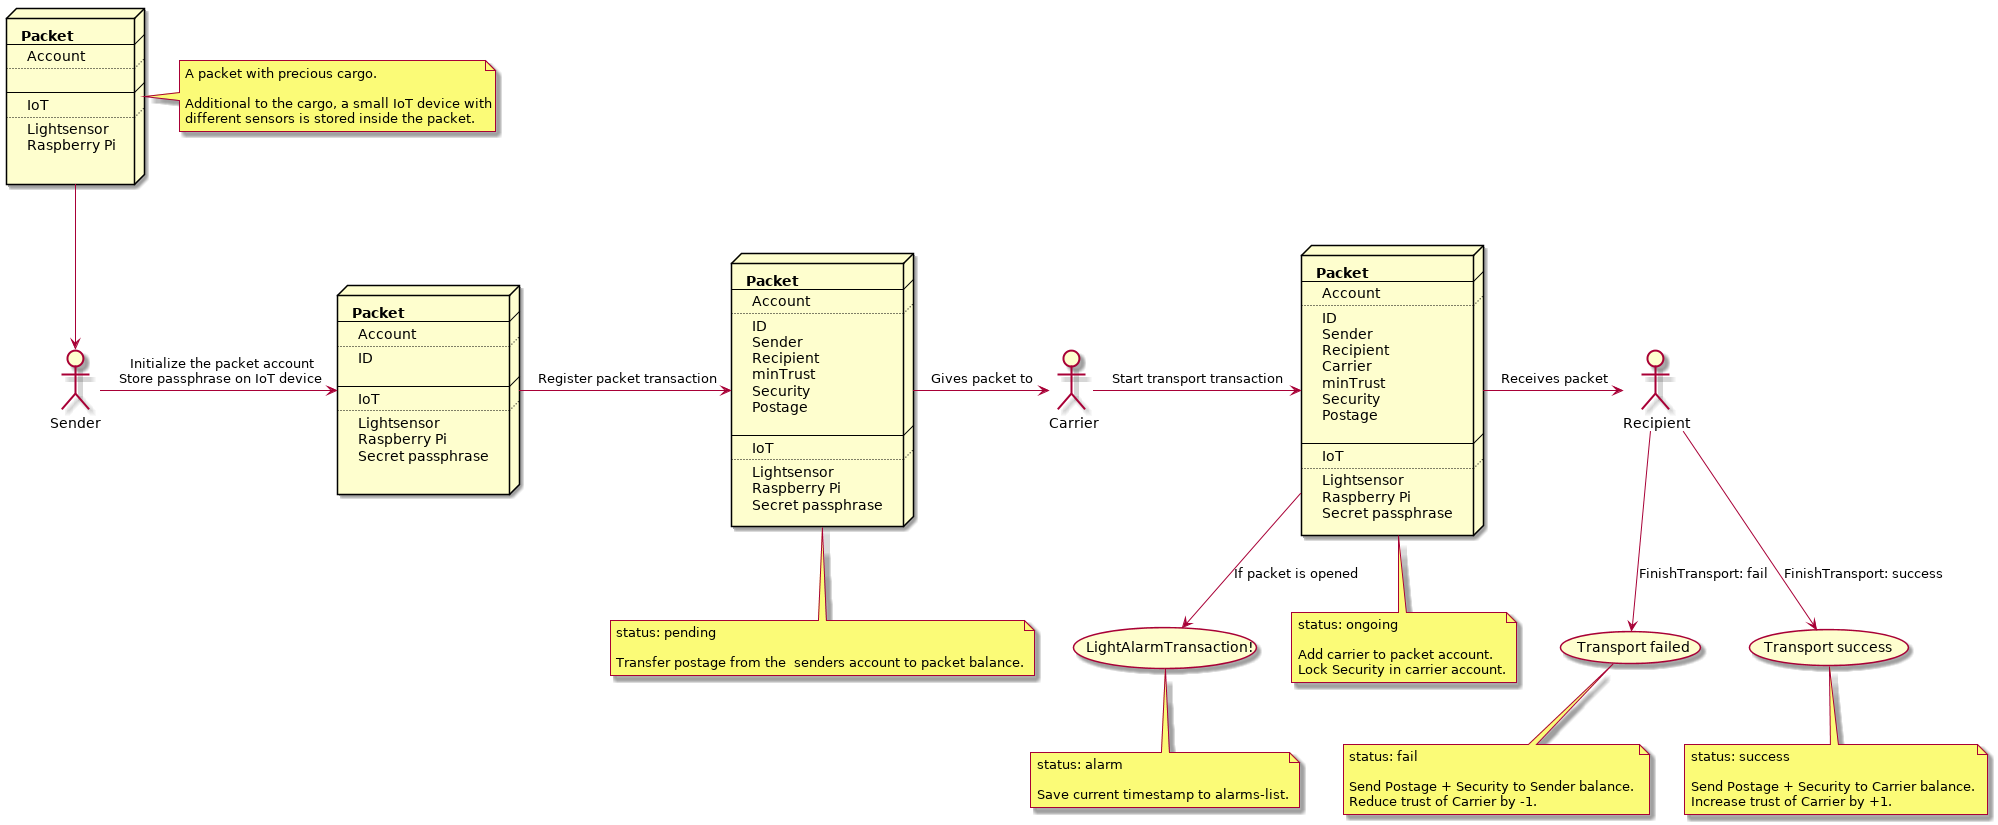 Packet
Account
IoT
Lightsensor
Raspberry Pi
A packet with precious cargo.
Additional to the cargo, a small IoT device with
different sensors is stored inside the packet.
Sender
Initialize the packet account
Store passphrase on IoT device
Packet
Account
ID
IoT
Lightsensor
Raspberry Pi
Secret passphrase
Register packet transaction
Packet
Account
ID
Sender
Recipient
minTrust
Security
Postage
IoT
Lightsensor
Raspberry Pi
Secret passphrase
status: pending
Transfer postage from the  senders account to packet balance.
Gives packet to
Carrier
Start transport transaction
Packet
Account
ID
Sender
Recipient
Carrier
minTrust
Security
Postage
IoT
Lightsensor
Raspberry Pi
Secret passphrase
If packet is opened
LightAlarmTransaction!
status: alarm
Save current timestamp to alarms-list.
status: ongoing
Add carrier to packet account.
Lock Security in carrier account.
Receives packet
Recipient
FinishTransport: fail
FinishTransport: success
Transport failed
Transport success
status: fail
Send Postage + Security to Sender balance.
Reduce trust of Carrier by -1.
status: success
Send Postage + Security to Carrier balance.
Increase trust of Carrier by +1.